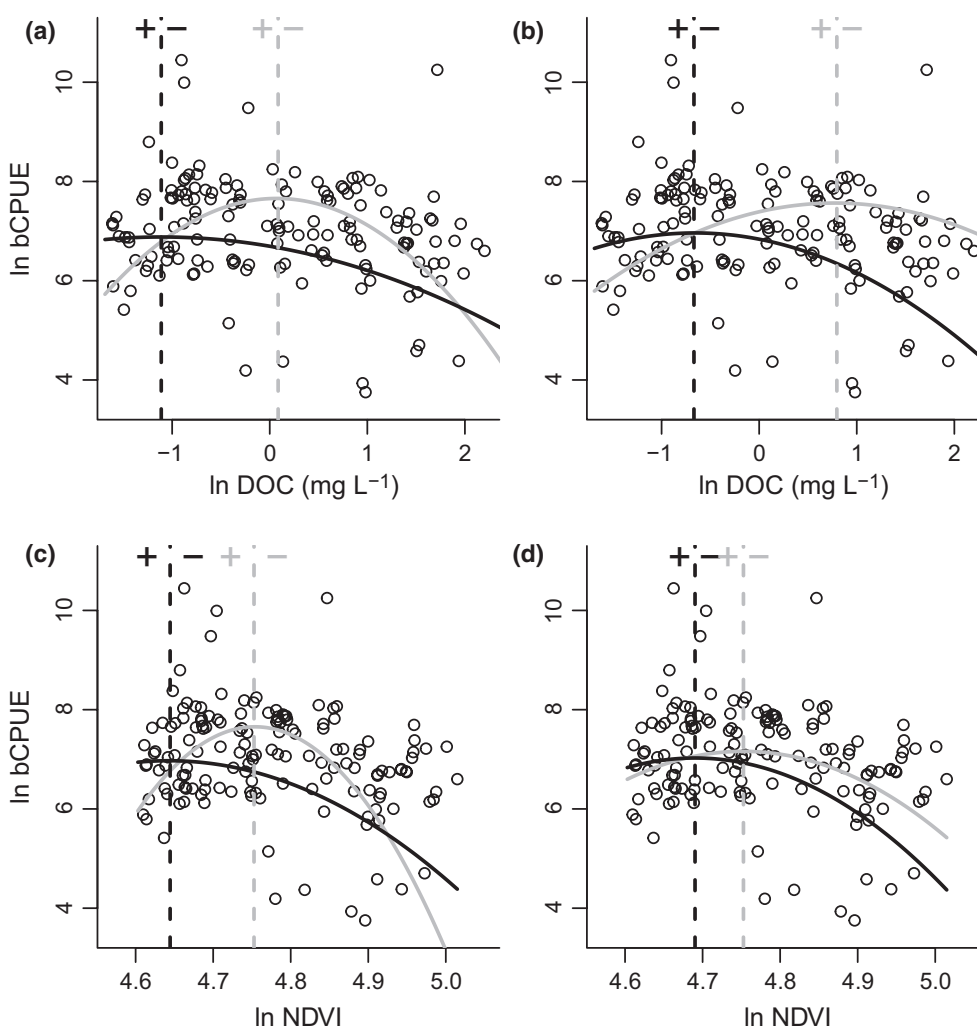 (a)
+ −
+ −
ln bCPUE
10
8
6
4
−1 0 1 2
ln DOC (mg L⁻¹)
(b)
+ −
+ −
10
8
6
4
−1 0 1 2
ln DOC (mg L⁻¹)
(c)
+ −
+ −
ln bCPUE
10
8
6
4
4.6 4.7 4.8 4.9 5.0
ln NDVI
(d)
+ −
+ −
10
8
6
4
4.6 4.7 4.8 4.9 5.0
ln NDVI